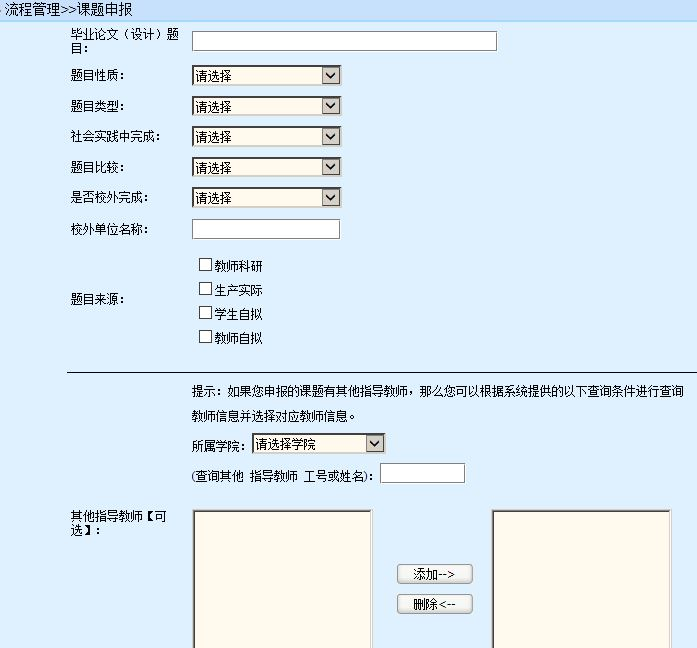 流程管理>>课题申报
毕业论文（设计）题
目：
题目性质： 请选择
题目类型： 请选择
社会实践中完成： 请选择
题目比较： 请选择
是否校外完成： 请选择
校外单位名称：
教师科研
生产实际
题目来源：
学生自拟
教师自拟
提示：如果您申报的课题有其他指导教师，那么您可以根据系统提供的以下查询条件进行查询
教师信息并选择对应教师信息。
所属学院： 请选择学院
(查询其他 指导教师 工号或姓名)：
其他指导教师【可
选】：
添加-->
删除<--